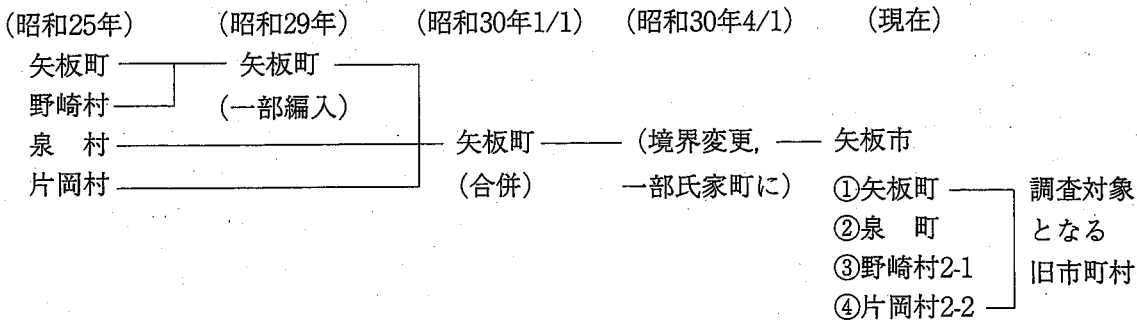 (昭和25年) (昭和29年) (昭和30年1/1) (昭和30年4/1) (現在)
矢板町 矢板町
野崎村 (一部編入)
泉 村 矢板町 (境界変更, 矢板市
片岡村 (合併) 一部氏家町に) ①矢板町 調査対象
②泉 町 となる
③野崎村2-1 旧市町村
④片岡村2-2